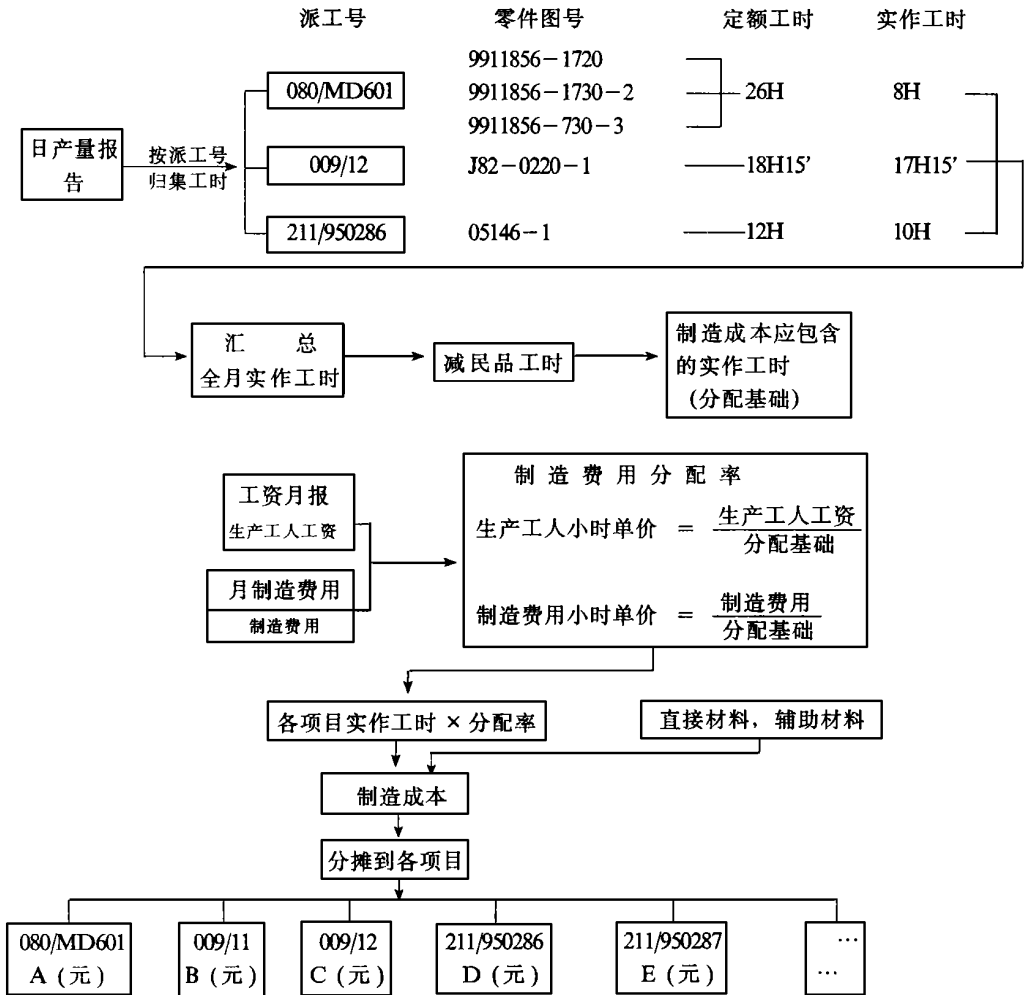 派工号 零件图号 定额工时 实作工时
9911856-1720
080/MD601 9911856-1730-2 26H 8H
9911856-730-3
日产量报
告
按派工号
归集工时
009/12 J82-0220-1 18H15' 17H15'
211/950286 05146-1 12H 10H
汇 总
全月实作工时
减民品工时
制造成本应包含
的实作工时
(分配基础)
工资月报
生产工人工资
月制造费用
制造费用
制造费用分配率
生产工人小时单价 = 生产工人工资
分配基础
制造费用小时单价 = 制造费用
分配基础
各项目实作工时 × 分配率
直接材料,辅助材料
制造成本
分摊到各项目
080/MD601
A (元)
009/11
B (元)
009/12
C (元)
211/950286
D (元)
211/950287
E (元)
…
…